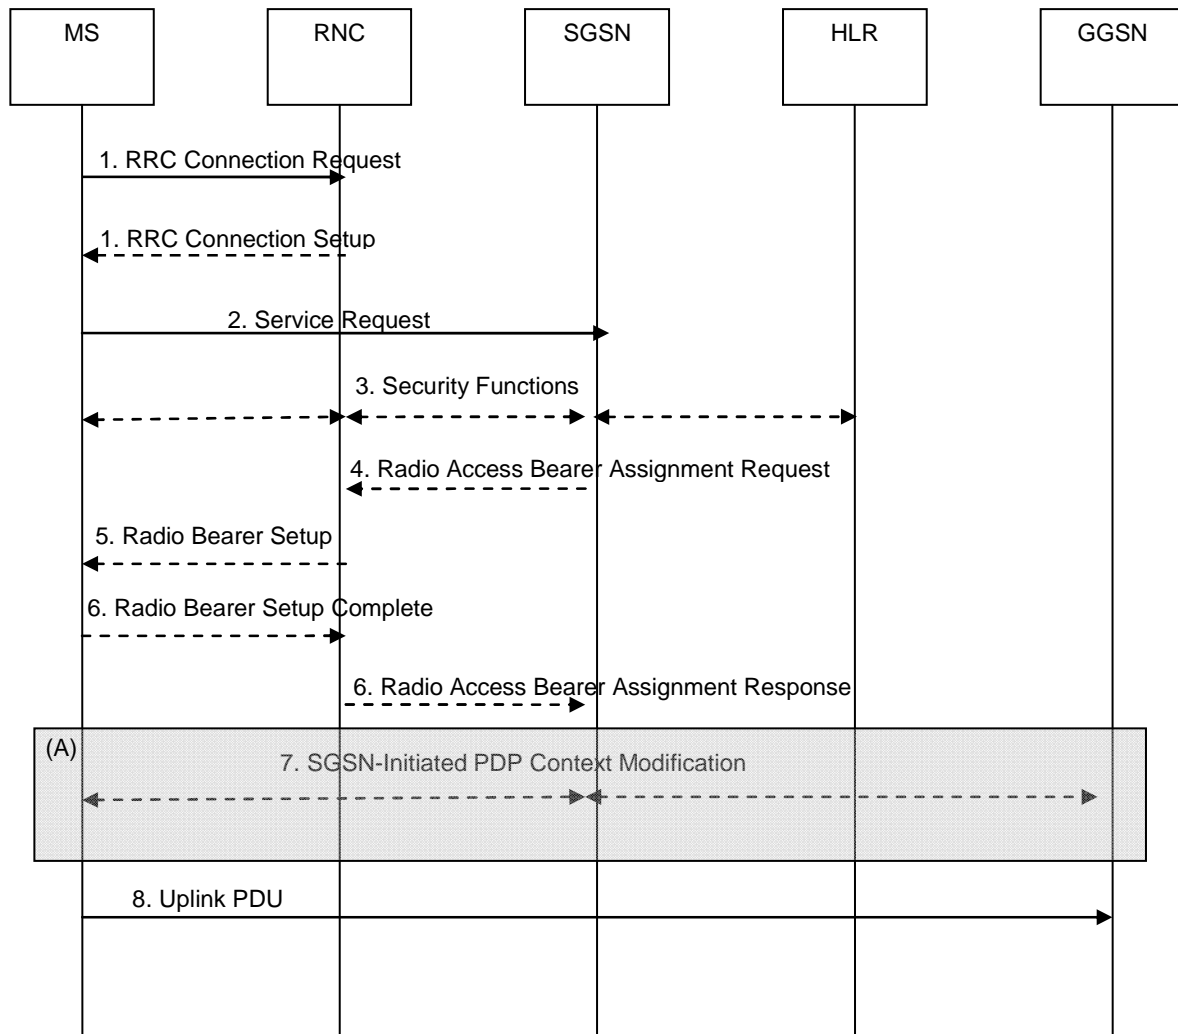 MS
RNC
SGSN
HLR
GGSN
1. RRC Connection Request
1. RRC Connection Setup
2. Service Request
3. Security Functions
4. Radio Access Bearer Assignment Request
5. Radio Bearer Setup
6. Radio Bearer Setup Complete
6. Radio Access Bearer Assignment Response
(A)
7. SGSN-Initiated PDP Context Modification
8. Uplink PDU